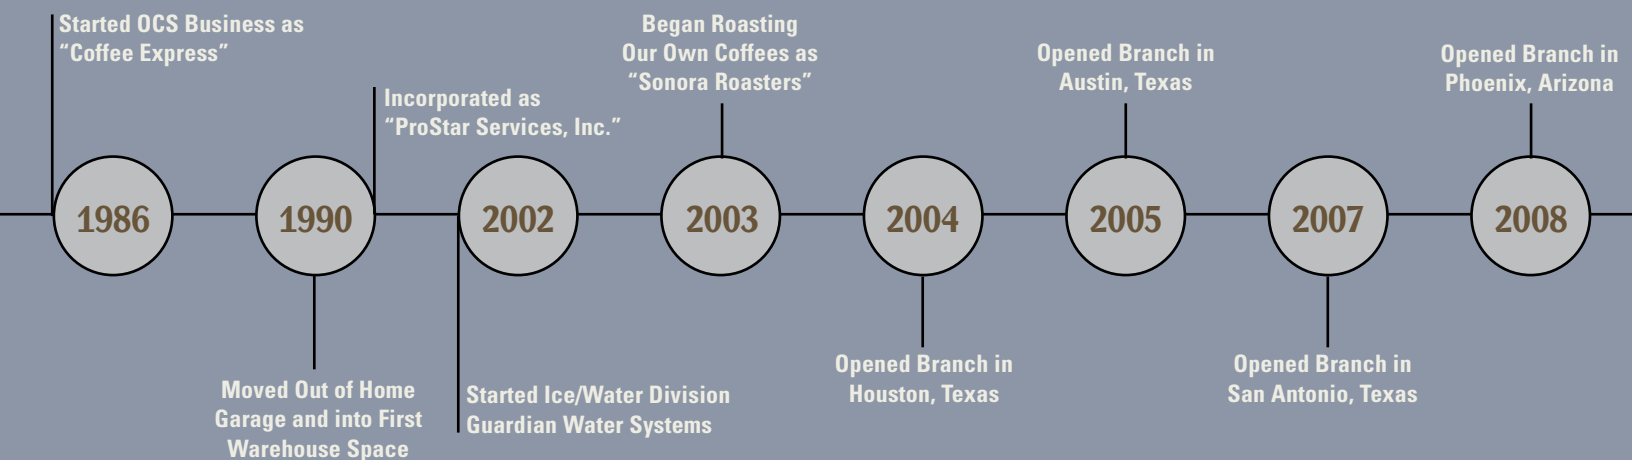 Started OCS Business as
“Coffee Express”
1986
Incorporated as
“ProStar Services, Inc.”
1990
Moved Out of Home
Garage and into First
Warehouse Space
2002
Started Ice/Water Division
Guardian Water Systems
Began Roasting
Our Own Coffees as
“Sonora Roasters”
2003
2004
Opened Branch in
Houston, Texas
Opened Branch in
Austin, Texas
2005
2007
Opened Branch in
San Antonio, Texas
Opened Branch in
Phoenix, Arizona
2008